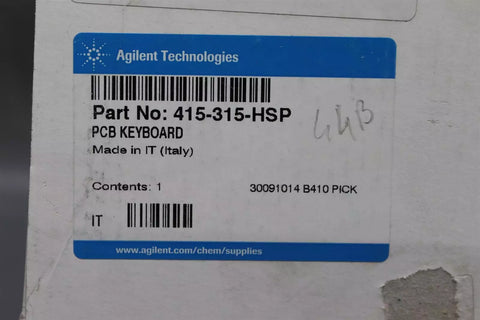 Agilent Technologies
Part No: 415-315-HSP
PCB KEYBOARD
44B
Made in IT (Italy)
Contents: 1
30091014 B410 PICK
IT
www.agilent.com/chem/supplies